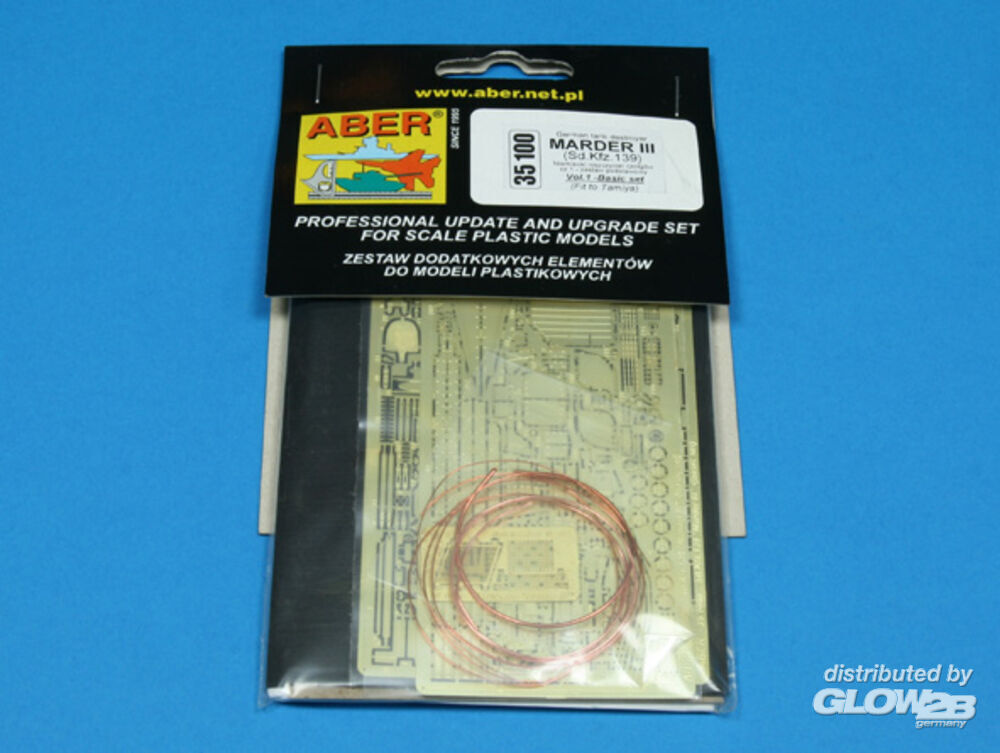 www.aber.net.pl
ABER®
SINCE 1995
35 100
German tank destroyer
MARDER III
(Sd.Kfz.139)
Vol.1 -Basic set
(Fit to Tamiya)
PROFESSIONAL UPDATE AND UPGRADE SET
FOR SCALE PLASTIC MODELS
ZESTAW DODATKOWYCH ELEMENTÓW
DO MODELI PLASTIKOWYCH
distributed by
GLOW2B
germany